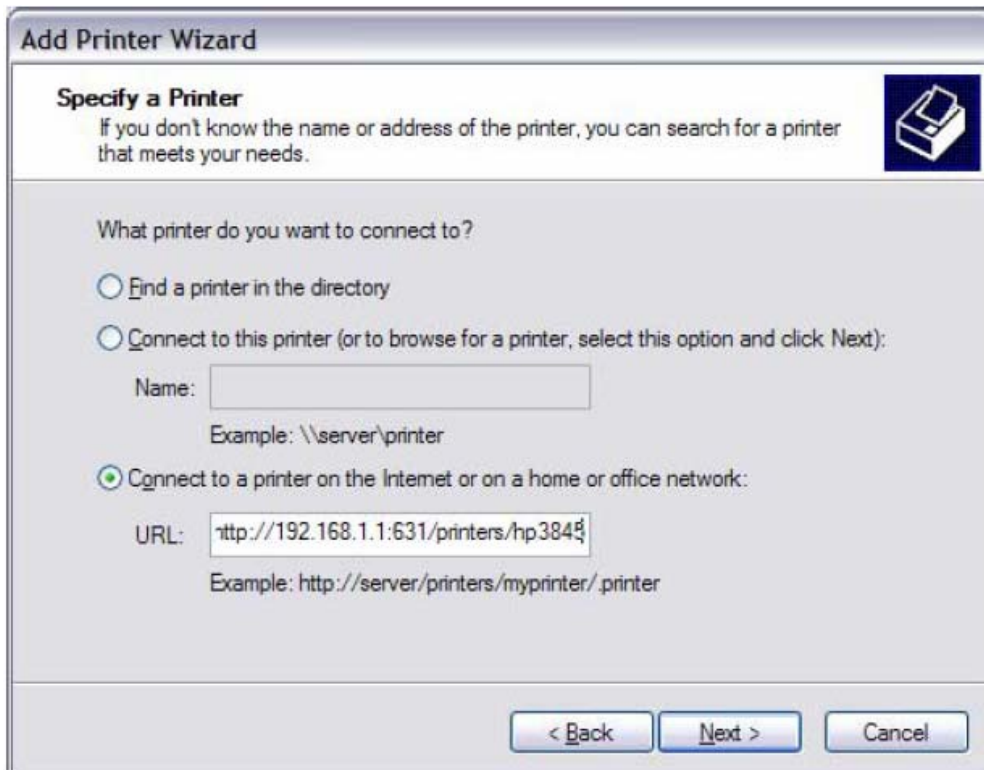 Add Printer Wizard
Specify a Printer
If you don't know the name or address of the printer, you can search for a printer
that meets your needs.
What printer do you want to connect to?
Find a printer in the directory
Connect to this printer (or to browse for a printer, select this option and click Next):
Name:
Example: \\server\printer
Connect to a printer on the Internet or on a home or office network:
URL: http://192.168.1.1:631/printers/hp3845
Example: http://server/printers/myprinter/.printer
< Back Next > Cancel